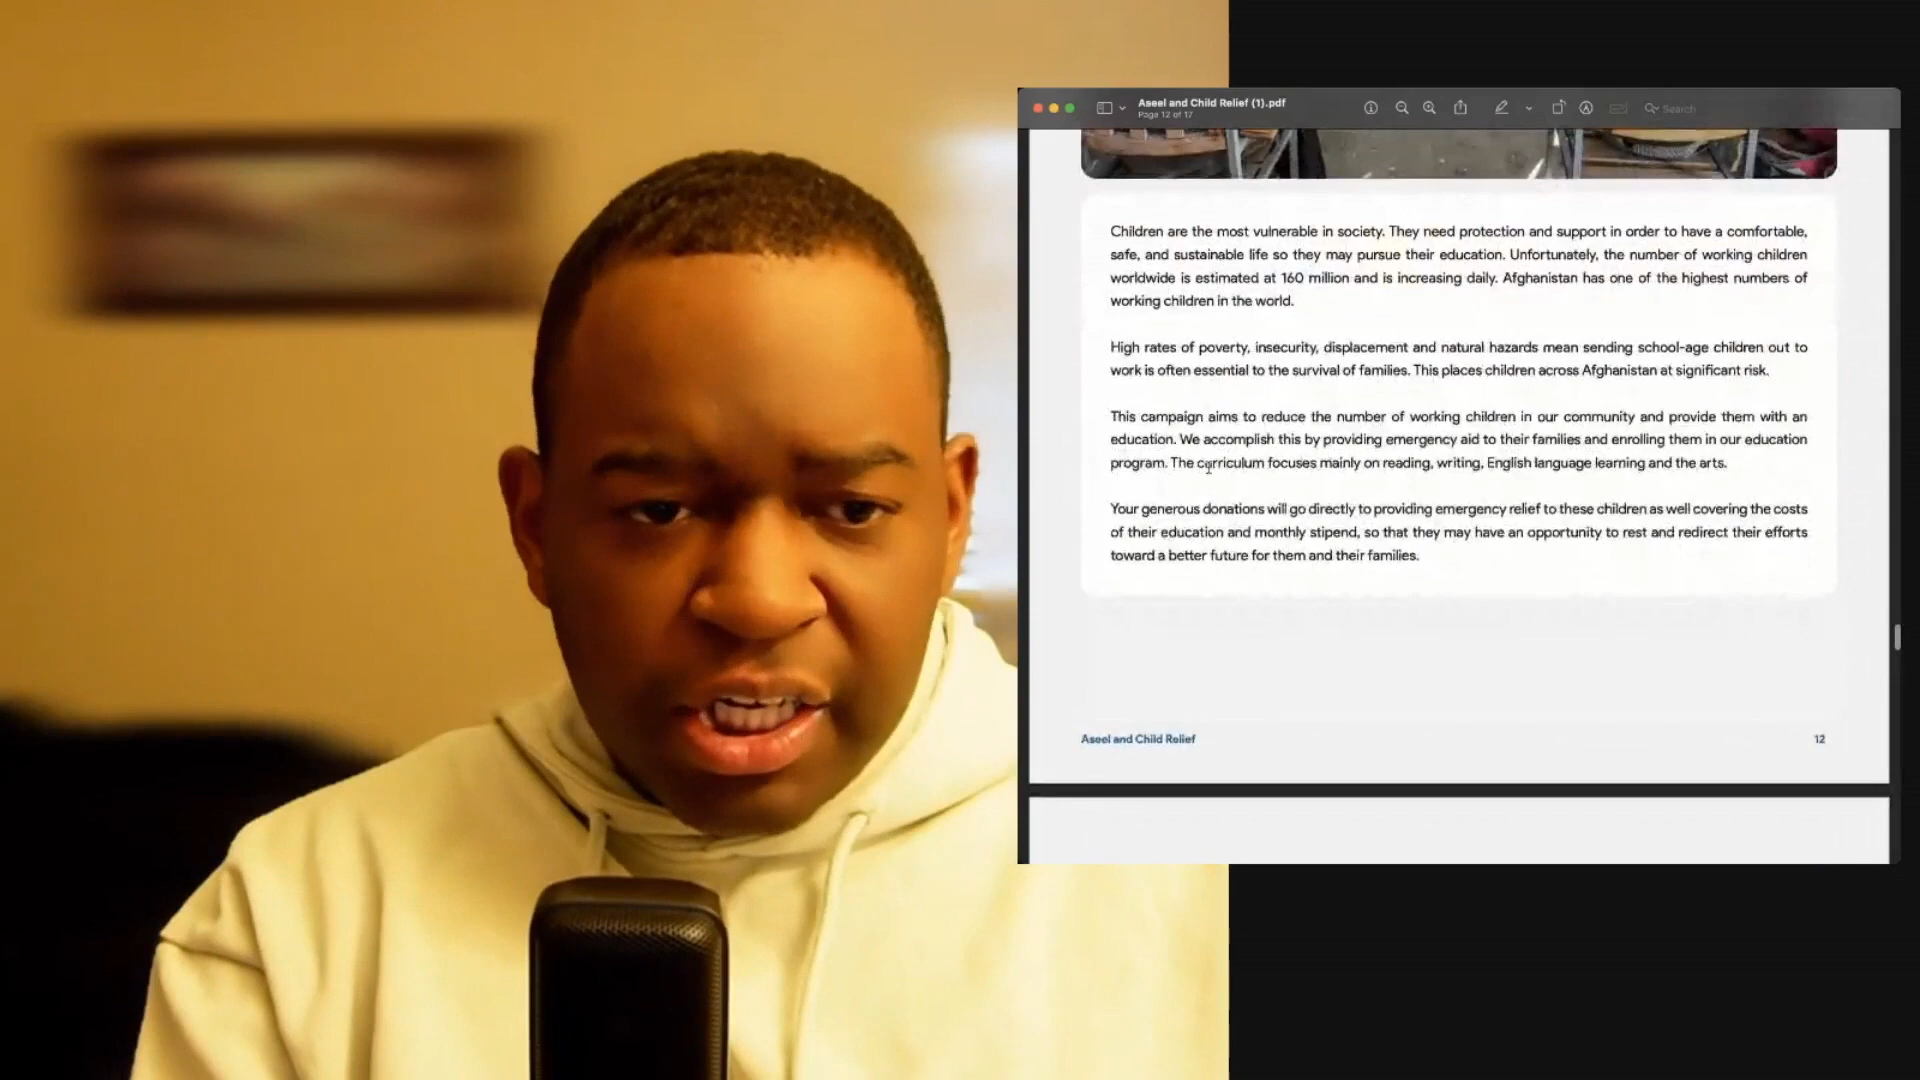 Aseel and Child Relief (1).pdf
Page 12 of 17
Search
Children are the most vulnerable in society. They need protection and support in order to have a comfortable,
safe, and sustainable life so they may pursue their education. Unfortunately, the number of working children
worldwide is estimated at 160 million and is increasing daily. Afghanistan has one of the highest numbers of
working children in the world.
High rates of poverty, insecurity, displacement and natural hazards mean sending school-age children out to
work is often essential to the survival of families. This places children across Afghanistan at significant risk.
This campaign aims to reduce the number of working children in our community and provide them with an
education. We accomplish this by providing emergency aid to their families and enrolling them in our education
program. The curriculum focuses mainly on reading, writing, English language learning and the arts.
Your generous donations will go directly to providing emergency relief to these children as well covering the costs
of their education and monthly stipend, so that they may have an opportunity to rest and redirect their efforts
toward a better future for them and their families.
Aseel and Child Relief
12